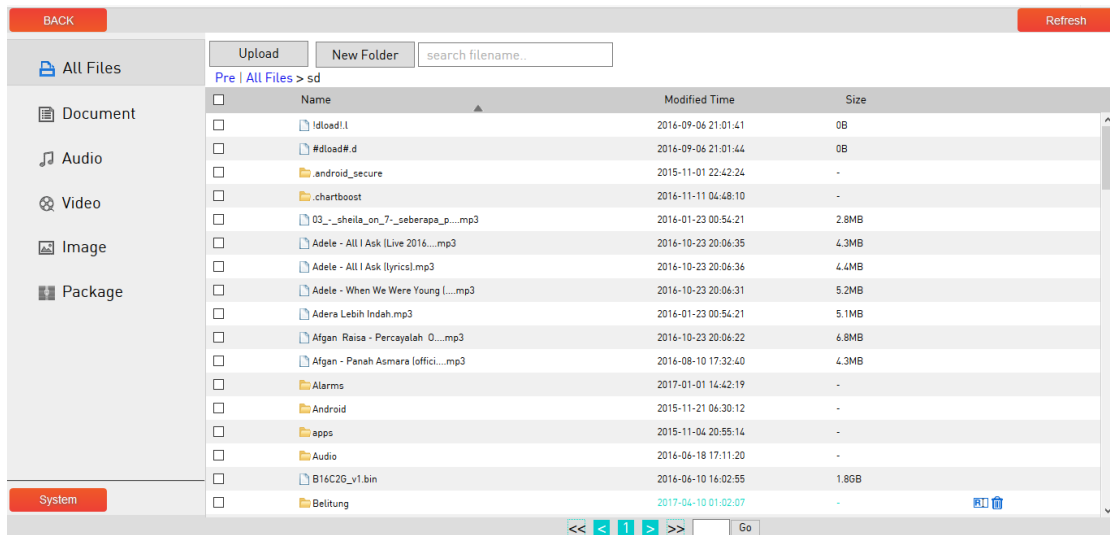 BACK
Refresh
All Files
Document
Audio
Video
Image
Package
System
Upload New Folder search filename..
Pre | All Files > sd
Name Modified Time Size
!dload!.l 2016-09-06 21:01:41 0B
#dload#.d 2016-09-06 21:01:44 0B
.android_secure 2015-11-01 22:42:24 -
.chartboost 2016-11-11 04:48:10 -
03_-_sheila_on_7-_seberapa_p....mp3 2016-01-23 00:54:21 2.8MB
Adele - All I Ask (Live 2016....mp3 2016-10-23 20:06:35 4.3MB
Adele - All I Ask (lyrics).mp3 2016-10-23 20:06:36 4.4MB
Adele - When We Were Young (....mp3 2016-10-23 20:06:31 5.2MB
Adera Lebih Indah.mp3 2016-01-23 00:54:21 5.1MB
Afgan Raisa - Percayalah O....mp3 2016-10-23 20:06:22 6.8MB
Afgan - Panah Asmara (offici....mp3 2016-08-10 17:32:40 4.3MB
Alarms 2017-01-01 14:42:19 -
Android 2015-11-21 06:30:12 -
apps 2015-11-04 20:55:14 -
Audio 2016-06-18 17:11:20 -
B16C2G_v1.bin 2016-06-10 16:02:55 1.8GB
Belitung 2017-04-10 01:02:07 -
<< < 1 > >> Go